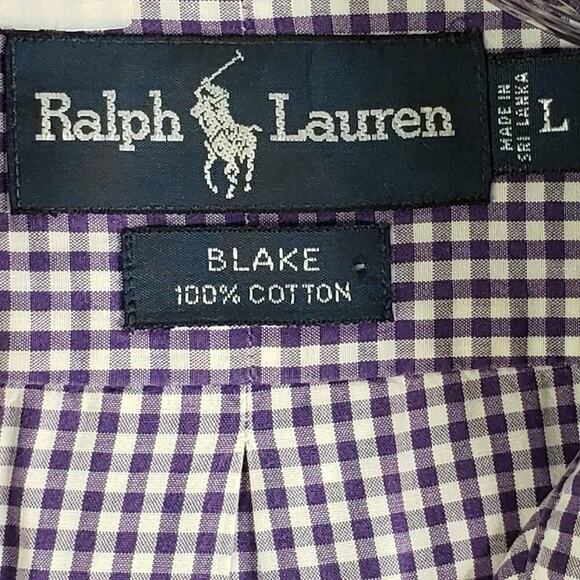 Ralph Lauren
MADE IN
SRI LANKA
L
BLAKE
100% COTTON